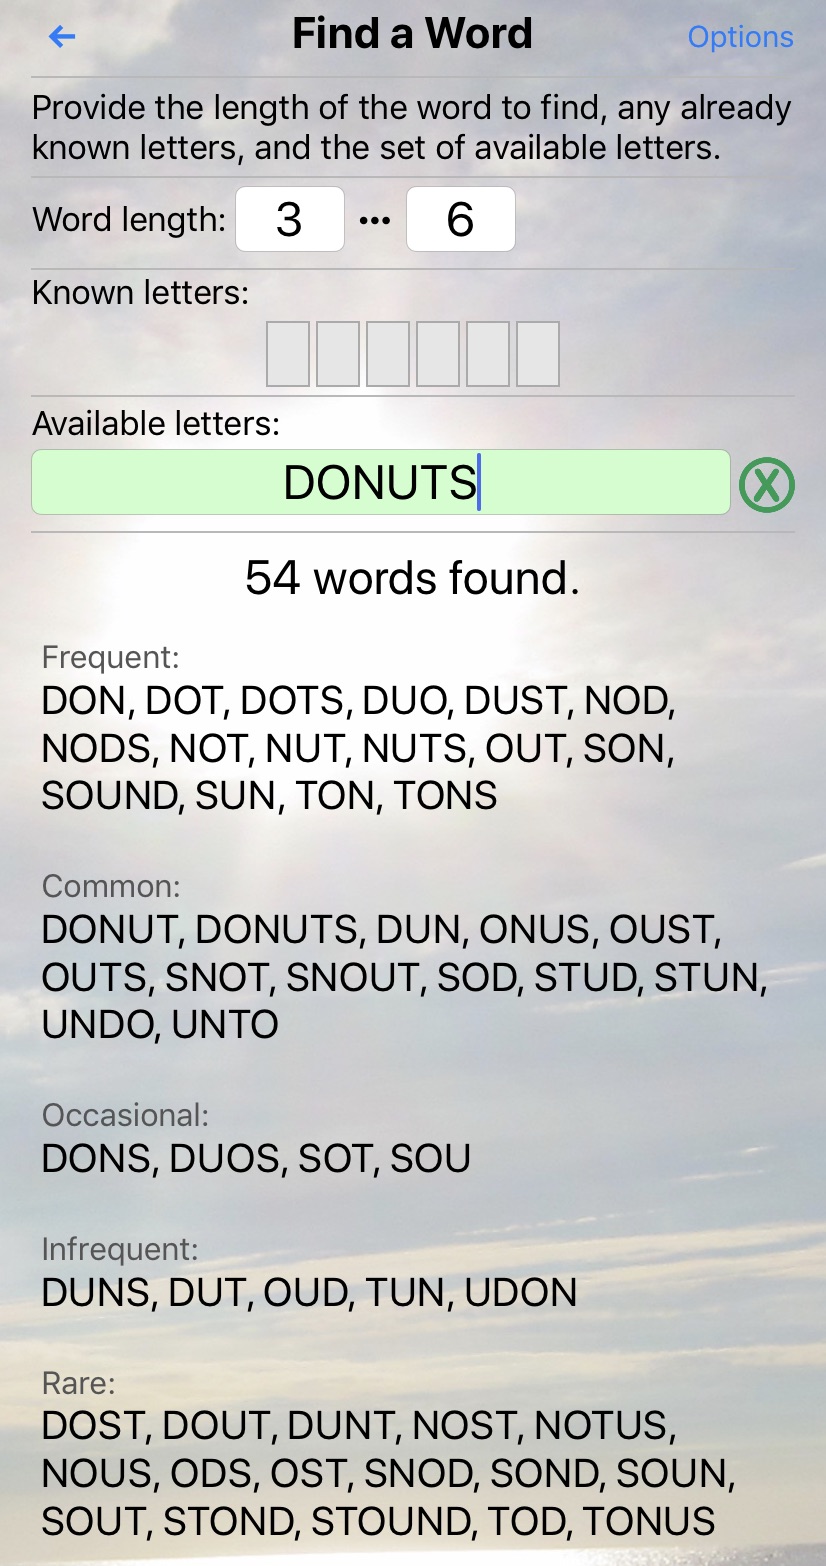 Find a Word
Options
Provide the length of the word to find, any already
known letters, and the set of available letters.
Word length: 3 ... 6
Known letters:
Available letters:
DONUTS
X
54 words found.
Frequent:
DON, DOT, DOTS, DUO, DUST, NOD,
NODS, NOT, NUT, NUTS, OUT, SON,
SOUND, SUN, TON, TONS
Common:
DONUT, DONUTS, DUN, ONUS, OUST,
OUTS, SNOT, SNOUT, SOD, STUD, STUN,
UNDO, UNTO
Occasional:
DONS, DUOS, SOT, SOU
Infrequent:
DUNS, DUT, OUD, TUN, UDON
Rare:
DOST, DOUT, DUNT, NOST, NOTUS,
NOUS, ODS, OST, SNOD, SOND, SOUN,
SOUT, STOND, STOUND, TOD, TONUS